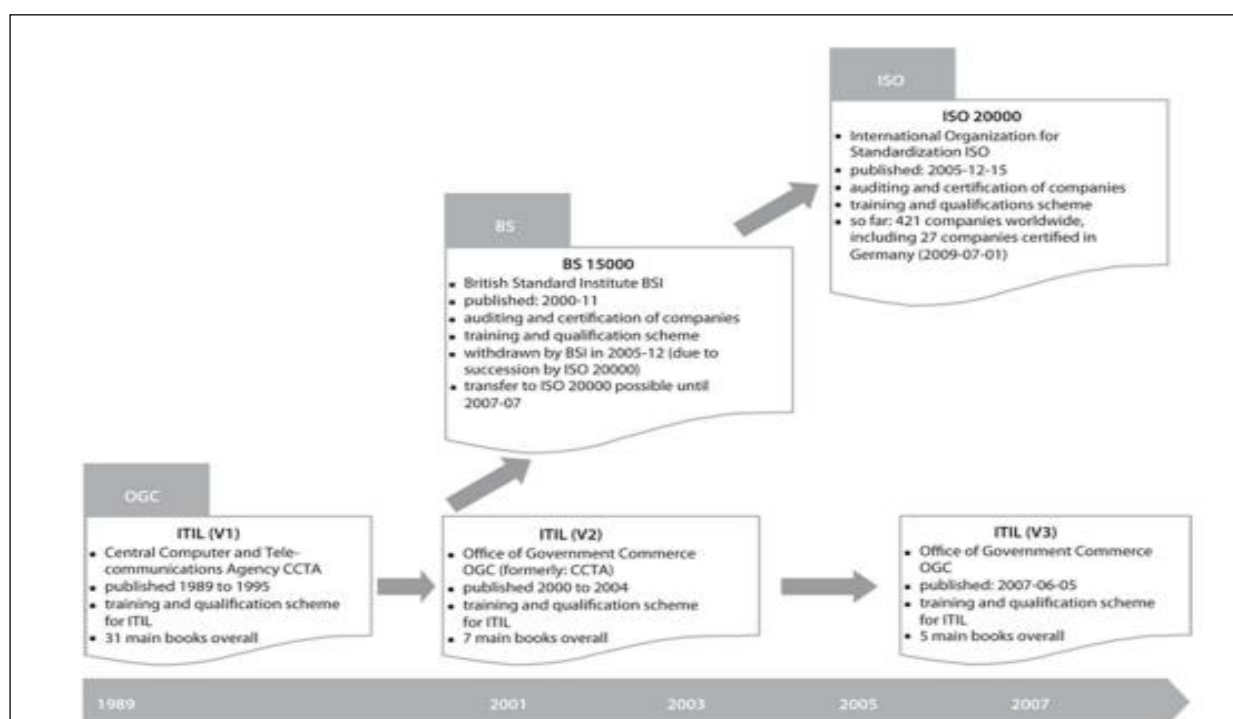 ISO
ISO 20000
• International Organization for
Standardization ISO
• published: 2005-12-15
• auditing and certification of companies
• training and qualifications scheme
• so far: 421 companies worldwide,
including 27 companies certified in
Germany (2009-07-01)
BS
BS 15000
• British Standard Institute BSI
• published: 2000-11
• auditing and certification of companies
• training and qualification scheme
• withdrawn by BSI in 2005-12 (due to
succession by ISO 20000)
• transfer to ISO 20000 possible until
2007-07
OGC
ITIL (V1)
• Central Computer and Tele-
communications Agency CCTA
• published 1989 to 1995
• training and qualification scheme
for ITIL
• 31 main books overall
ITIL (V2)
• Office of Government Commerce
OGC (formerly: CCTA)
• published 2000 to 2004
• training and qualification scheme
for ITIL
• 7 main books overall
ITIL (V3)
• Office of Government Commerce
OGC
• published: 2007-06-05
• training and qualification scheme
for ITIL
• 5 main books overall
1989 2001 2003 2005 2007